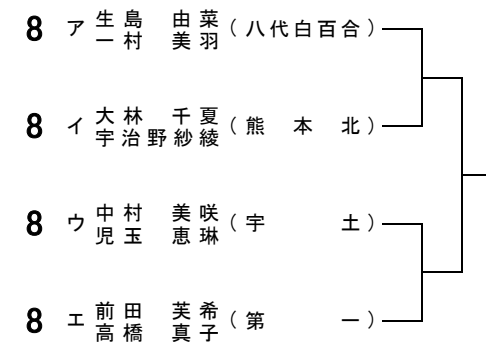 8 ア 生島 由菜 (八代白百合)
一村 美羽
8 イ 大林 千夏 (熊本北)
宇治野紗綾
8 ウ 中村 美咲 (宇土)
児玉 恵琳
8 エ 前田 芙希 (第一)
高橋 真子